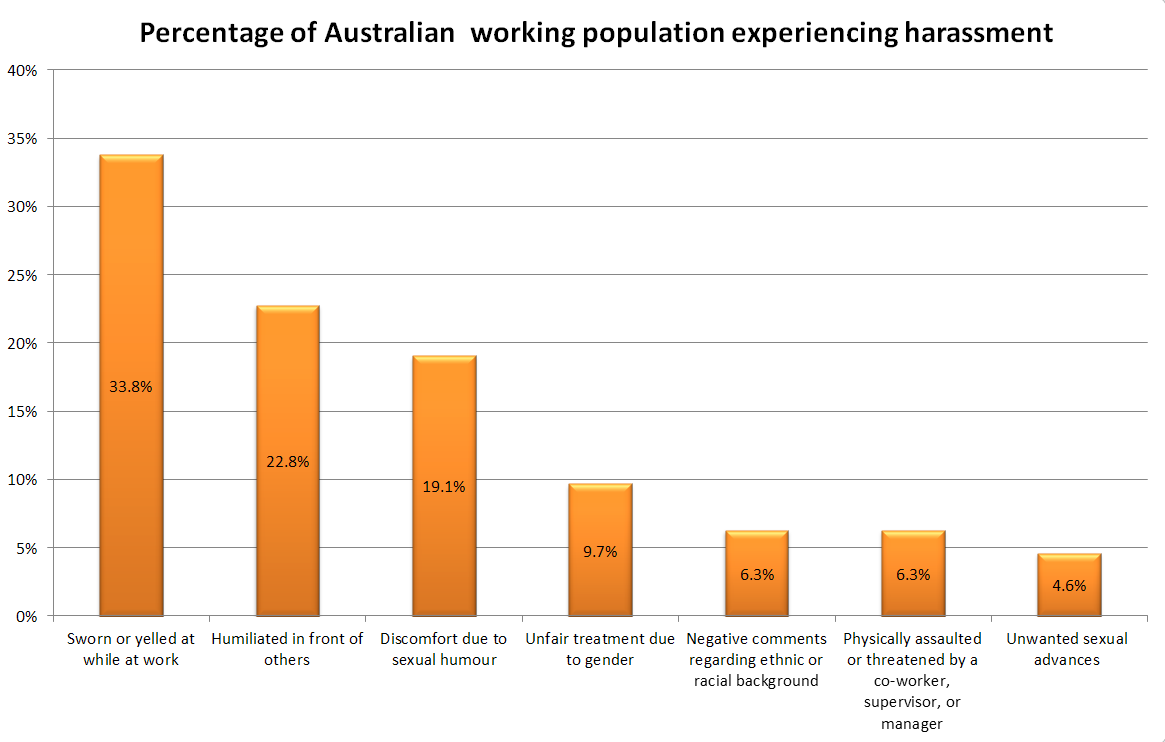 Percentage of Australian  working population experiencing harassment
40%
35%
30%
25%
20%
15%
10%
5%
0%
33.8%
22.8%
19.1%
9.7%
6.3%
6.3%
4.6%
Sworn or yelled at
while at work
Humiliated in front of
others
Discomfort due to
sexual humour
Unfair treatment due
to gender
Negative comments
regarding ethnic or
racial background
Physically assaulted
or threatened by a
co-worker,
supervisor, or
manager
Unwanted sexual
advances